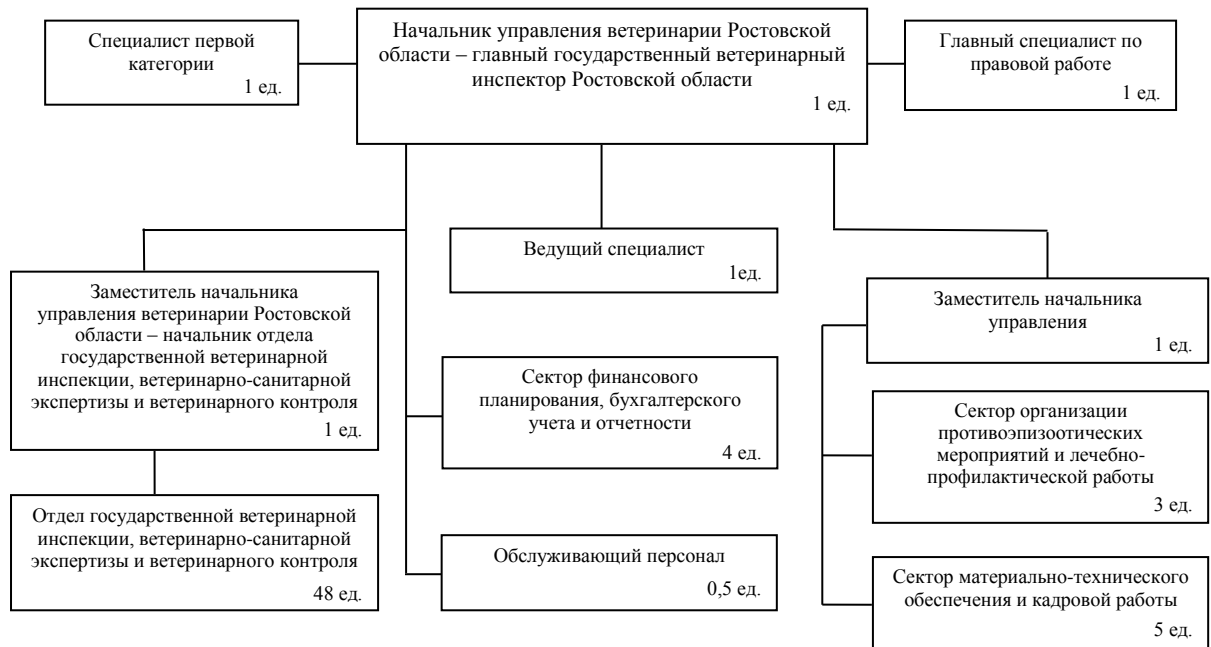 Специалист первой
категории
1 ед.
Начальник управления ветеринарии Ростовской
области – главный государственный ветеринарный
инспектор Ростовской области
1 ед.
Главный специалист по
правовой работе
1 ед.
Ведущий специалист
1ед.
Заместитель начальника
управления ветеринарии Ростовской
области – начальник отдела
государственной ветеринарной
инспекции, ветеринарно-санитарной
экспертизы и ветеринарного контроля
1 ед.
Заместитель начальника
управления
1 ед.
Сектор финансового
планирования, бухгалтерского
учета и отчетности
4 ед.
Сектор организации
противоэпизоотических
мероприятий и лечебно-
профилактической работы
3 ед.
Отдел государственной ветеринарной
инспекции, ветеринарно-санитарной
экспертизы и ветеринарного контроля
48 ед.
Обслуживающий персонал
0,5 ед.
Сектор материально-технического
обеспечения и кадровой работы
5 ед.